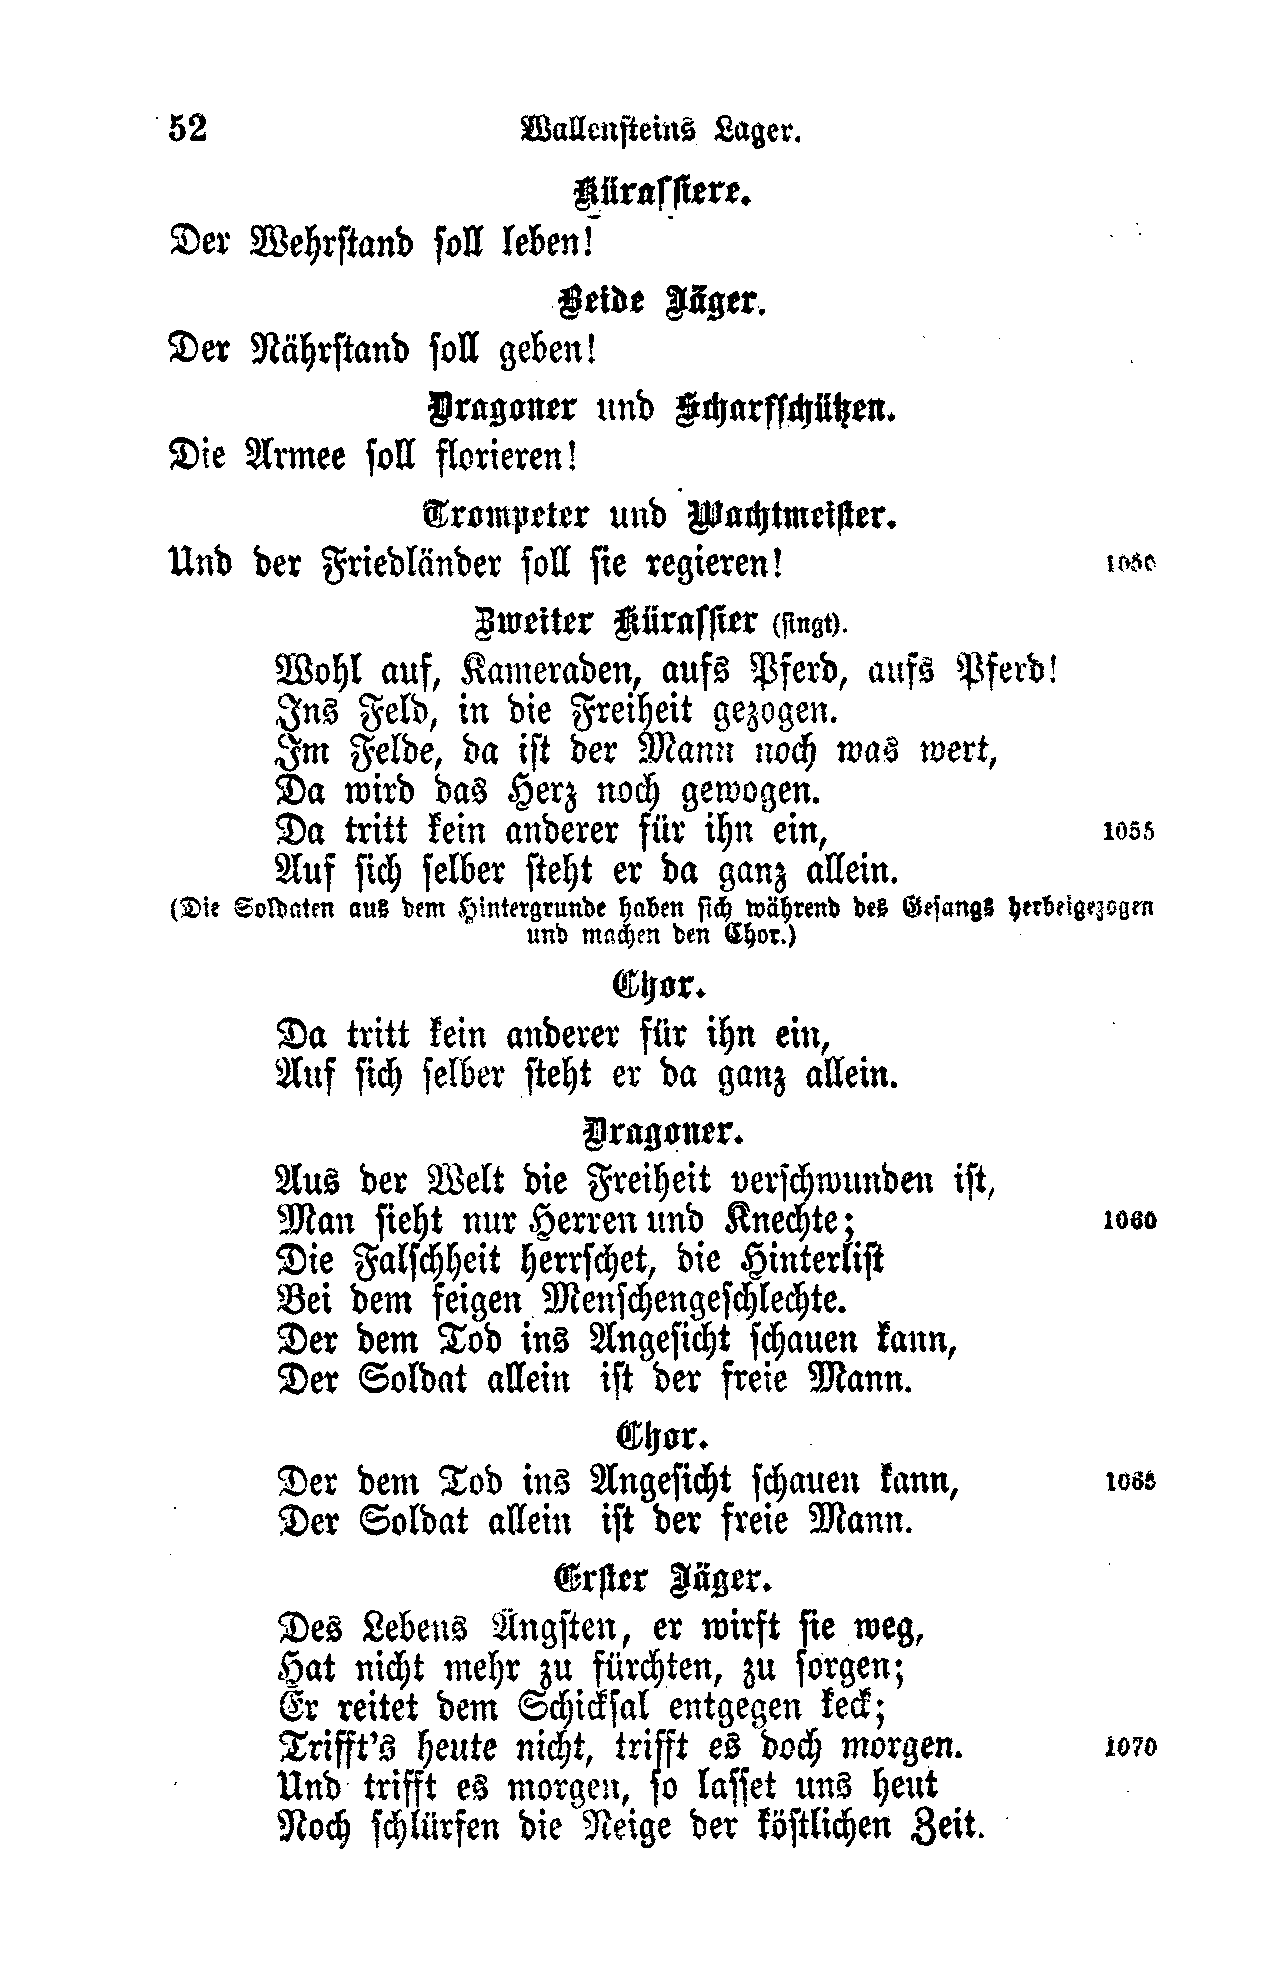 52 Wallensteins Lager.
Kürassiere.
Der Wehrstand soll leben!
Beide Jäger.
Der Nährstand soll geben!
Dragoner und Scharfschützen.
Die Armee soll florieren!
Trompeter und Wachtmeister.
Und der Friedländer soll sie regieren! 1050
Zweiter Kürassier (singt).
Wohl auf, Kameraden, aufs Pferd, aufs Pferd!
Ins Feld, in die Freiheit gezogen.
Im Felde, da ist der Mann noch was wert,
Da wird das Herz noch gewogen.
Da tritt kein anderer für ihn ein, 1055
Auf sich selber steht er da ganz allein.
(Die Soldaten aus dem Hintergrunde haben sich während des Gesangs herbeigezogen
und machen den Chor.)
Chor.
Da tritt kein anderer für ihn ein,
Auf sich selber steht er da ganz allein.
Dragoner.
Aus der Welt die Freiheit verschwunden ist,
Man sieht nur Herren und Knechte; 1060
Die Falschheit herrschet, die Hinterlist
Bei dem feigen Menschengeschlechte.
Der dem Tod ins Angesicht schauen kann,
Der Soldat allein ist der freie Mann.
Chor.
Der dem Tod ins Angesicht schauen kann, 1065
Der Soldat allein ist der freie Mann.
Erster Jäger.
Des Lebens Ängsten, er wirft sie weg,
Hat nicht mehr zu fürchten, zu sorgen;
Er reitet dem Schicksal entgegen keck;
Trifft's heute nicht, trifft es doch morgen. 1070
Und trifft es morgen, so lasset uns heut
Noch schlürfen die Neige der köstlichen Zeit.